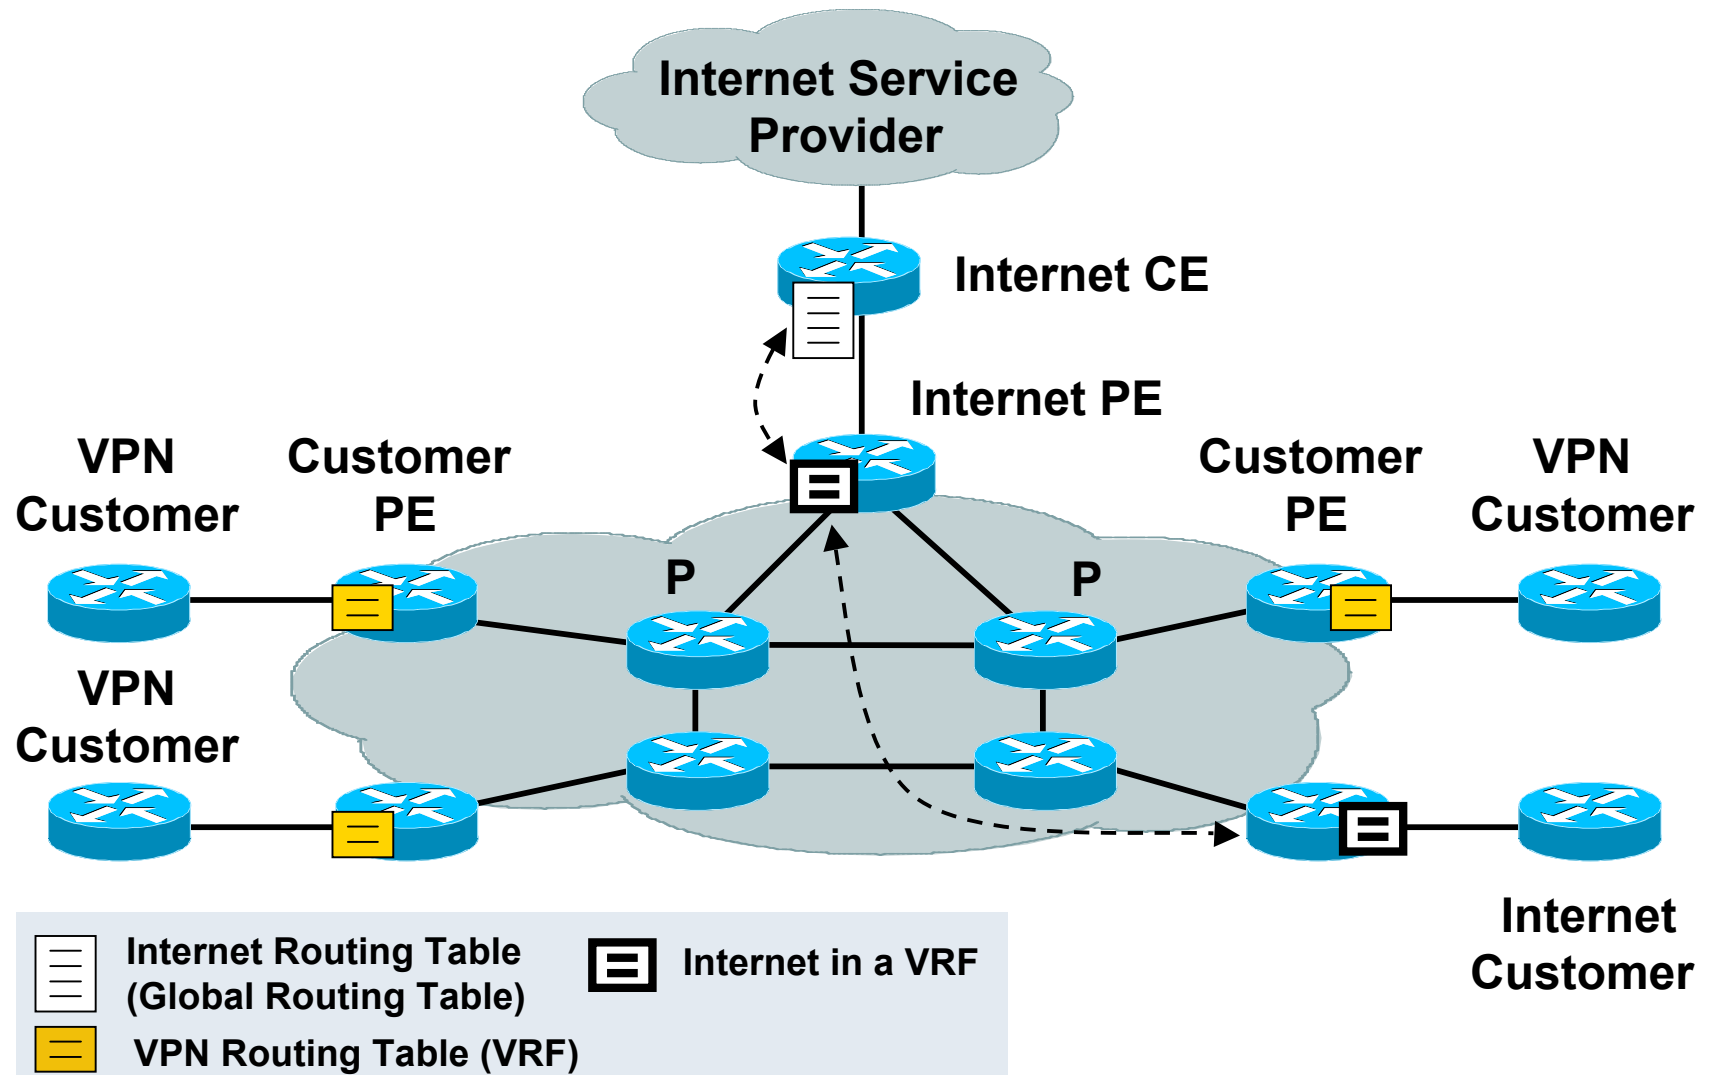 Internet Service
Provider
Internet CE
Internet PE
VPN
Customer
Customer
PE
Customer
PE
VPN
Customer
P
P
VPN
Customer
Internet
Customer
Internet Routing Table
(Global Routing Table)
Internet in a VRF
VPN Routing Table (VRF)